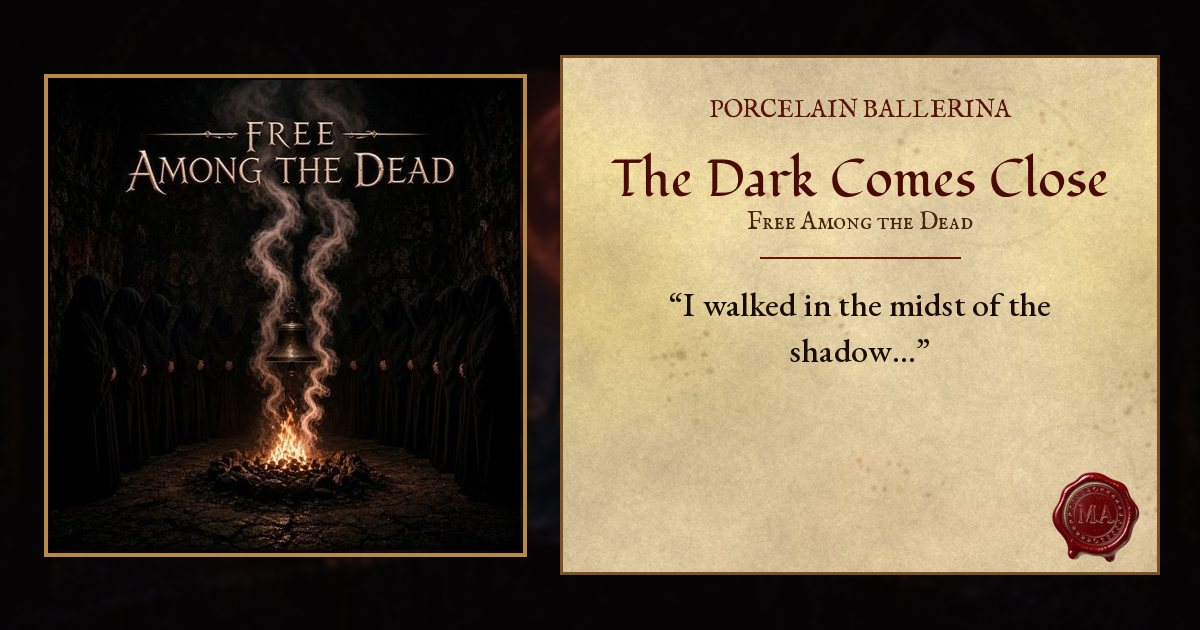 FREE
AMONG THE DEAD
PORCELAIN BALLERINA
The Dark Comes Close
Free Among the Dead
“I walked in the midst of the
shadow...”
MA